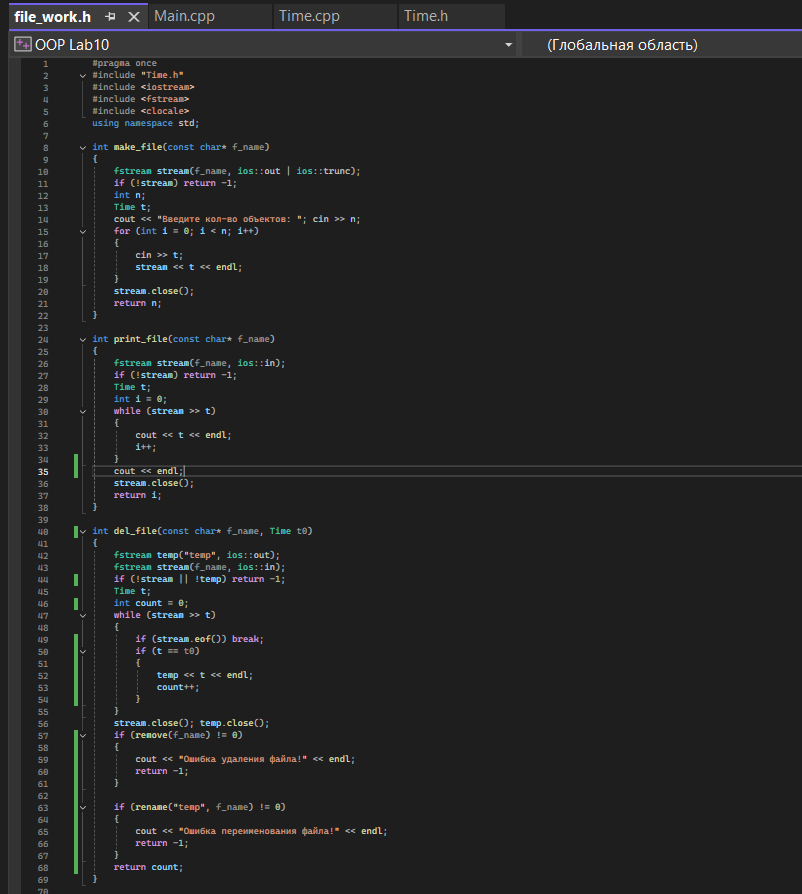 file_work.h Main.cpp Time.cpp Time.h
OOP Lab10 (Глобальная область)
1 #pragma once
2 #include "Time.h"
3 #include <iostream>
4 #include <fstream>
5 #include <clocale>
6 using namespace std;
7
8 int make_file(const char* f_name)
9 {
10 fstream stream(f_name, ios::out | ios::trunc);
11 if (!stream) return -1;
12 int n;
13 Time t;
14 cout << "Введите кол-во объектов: "; cin >> n;
15 for (int i = 0; i < n; i++)
16 {
17 cin >> t;
18 stream << t << endl;
19 }
20 stream.close();
21 return n;
22 }
23
24 int print_file(const char* f_name)
25 {
26 fstream stream(f_name, ios::in);
27 if (!stream) return -1;
28 Time t;
29 int i = 0;
30 while (stream >> t)
31 {
32 cout << t << endl;
33 i++;
34 }
35 cout << endl;
36 stream.close();
37 return i;
38 }
39
40 int del_file(const char* f_name, Time t0)
41 {
42 fstream temp("temp", ios::out);
43 fstream stream(f_name, ios::in);
44 if (!stream || !temp) return -1;
45 Time t;
46 int count = 0;
47 while (stream >> t)
48 {
49 if (stream.eof()) break;
50 if (t == t0)
51 {
52 temp << t << endl;
53 count++;
54 }
55 }
56 stream.close(); temp.close();
57 if (remove(f_name) != 0)
58 {
59 cout << "Ошибка удаления файла!" << endl;
60 return -1;
61 }
62
63 if (rename("temp", f_name) != 0)
64 {
65 cout << "Ошибка переименования файла!" << endl;
66 return -1;
67 }
68 return count;
69 }
70